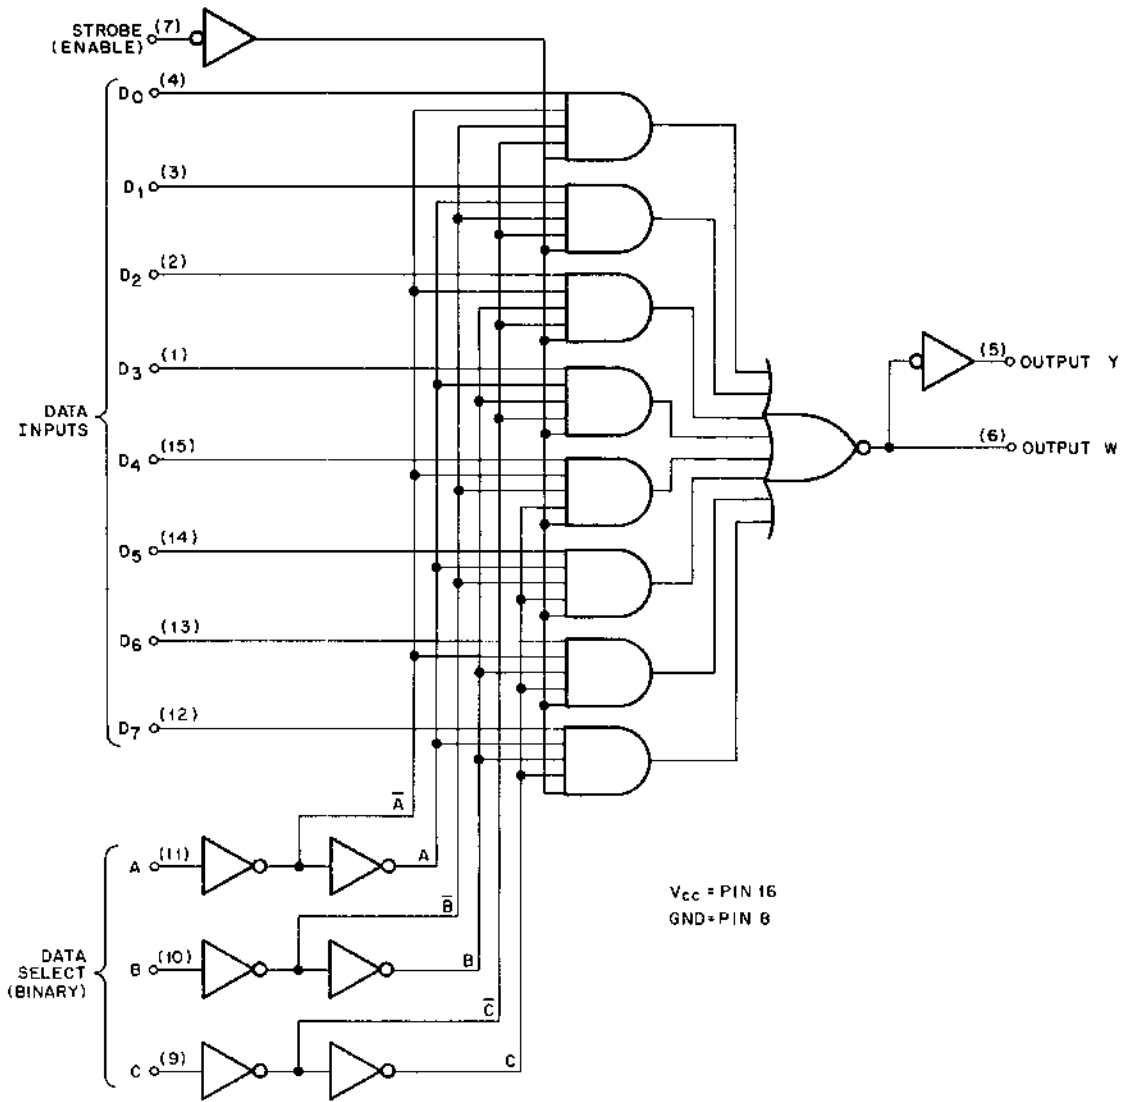 STROBE (7)
(ENABLE)
D0 (4)
D1 (3)
D2 (2)
D3 (1)
DATA
INPUTS
D4 (15)
D5 (14)
D6 (13)
D7 (12)
(5) OUTPUT Y
(6) OUTPUT W
A̅
A (11)
A
B̅
DATA
SELECT
(BINARY)
B (10)
B
C̅
C (9)
C
VCC = PIN 16
GND = PIN 8